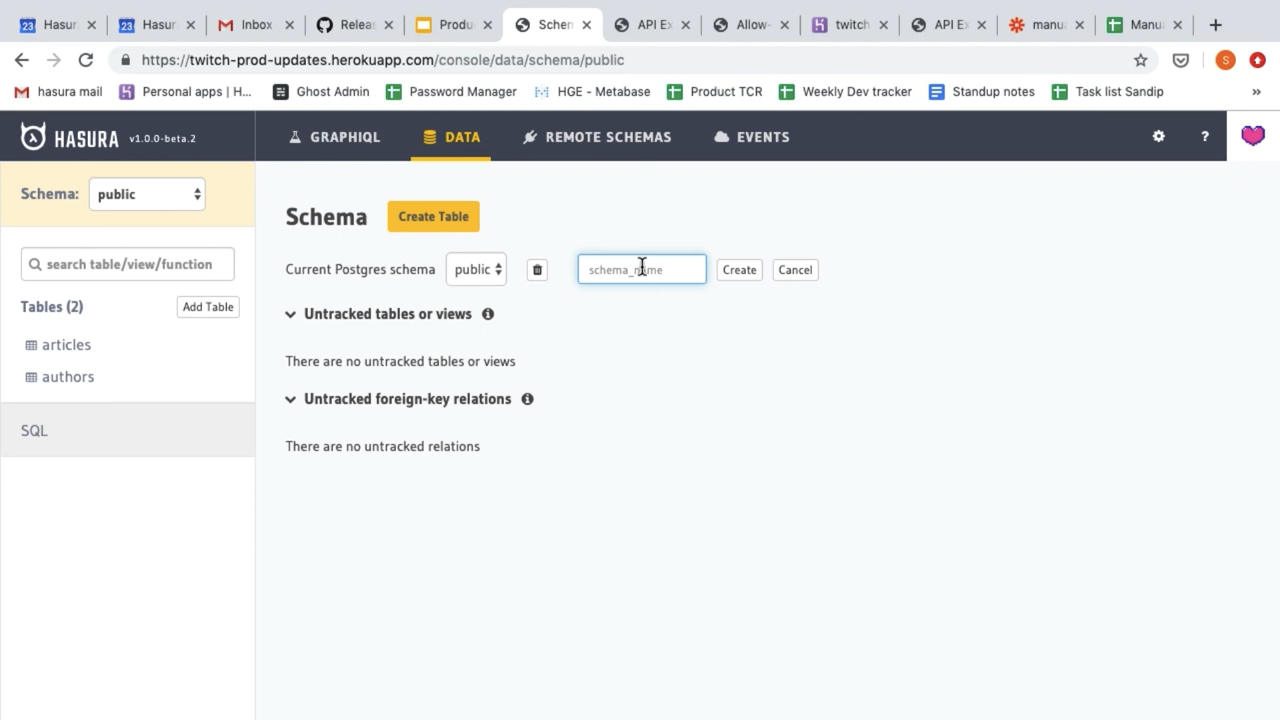 Hasur
Hasur
Inbox
Relea
Produ
Schem
API Ex
Allow-
twitch
API Ex
manu
Manu
https://twitch-prod-updates.herokuapp.com/console/data/schema/public
S
hasura mail
Personal apps | H...
Ghost Admin
Password Manager
HGE - Metabase
Product TCR
Weekly Dev tracker
Standup notes
Task list Sandip
»
HASURA v1.0.0-beta.2
GRAPHIQL
DATA
REMOTE SCHEMAS
EVENTS
?
Schema: public
search table/view/function
Tables (2)
Add Table
articles
authors
SQL
Schema
Create Table
Current Postgres schema
public
schema_name
Create
Cancel
Untracked tables or views
There are no untracked tables or views
Untracked foreign-key relations
There are no untracked relations